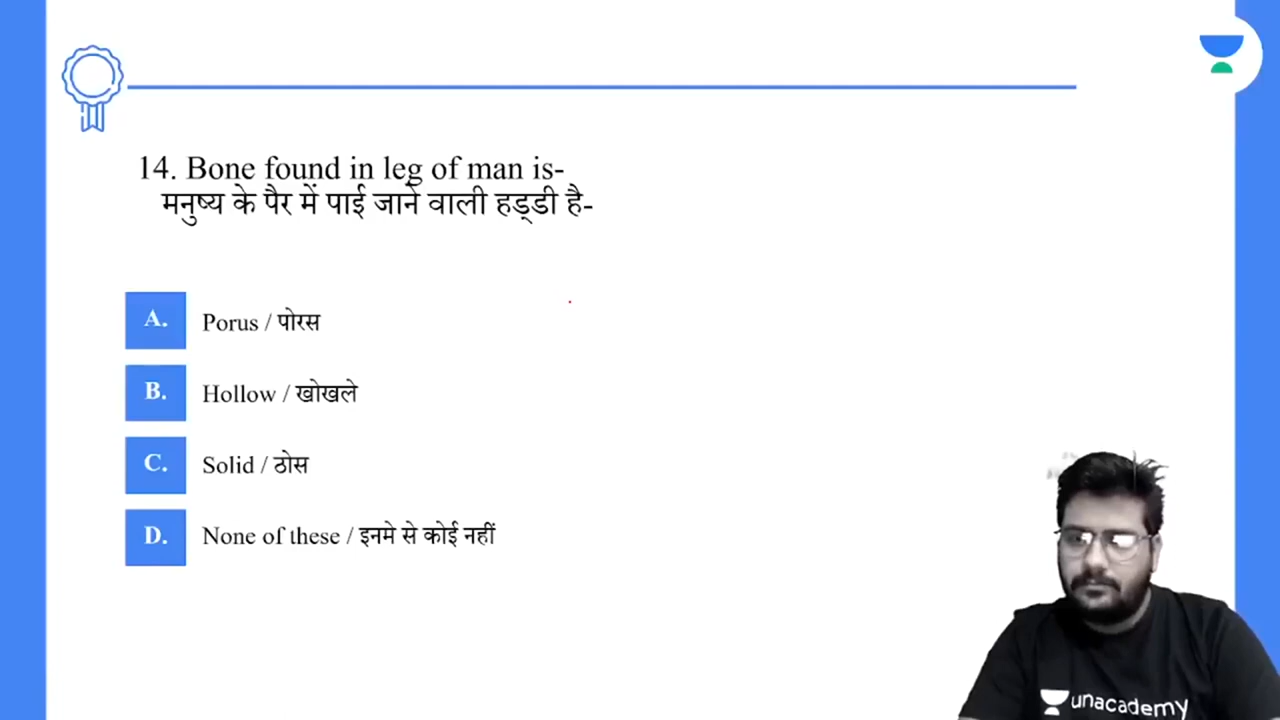 14. Bone found in leg of man is-
मनुष्य के पैर में पाई जाने वाली हड्डी है-
A. Porus / पोरस
B. Hollow / खोखले
C. Solid / ठोस
D. None of these / इनमे से कोई नहीं
unacademy